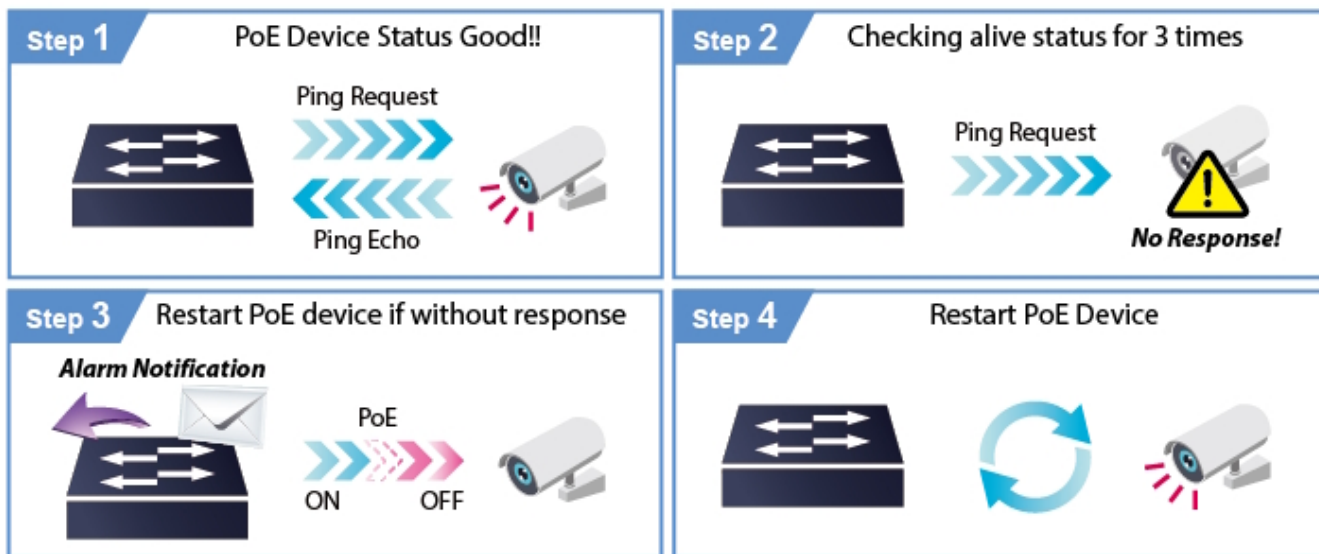 Step 1
PoE Device Status Good!!
Ping Request
Ping Echo
Step 2
Checking alive status for 3 times
Ping Request
No Response!
Step 3
Restart PoE device if without response
Alarm Notification
PoE
ON OFF
Step 4
Restart PoE Device